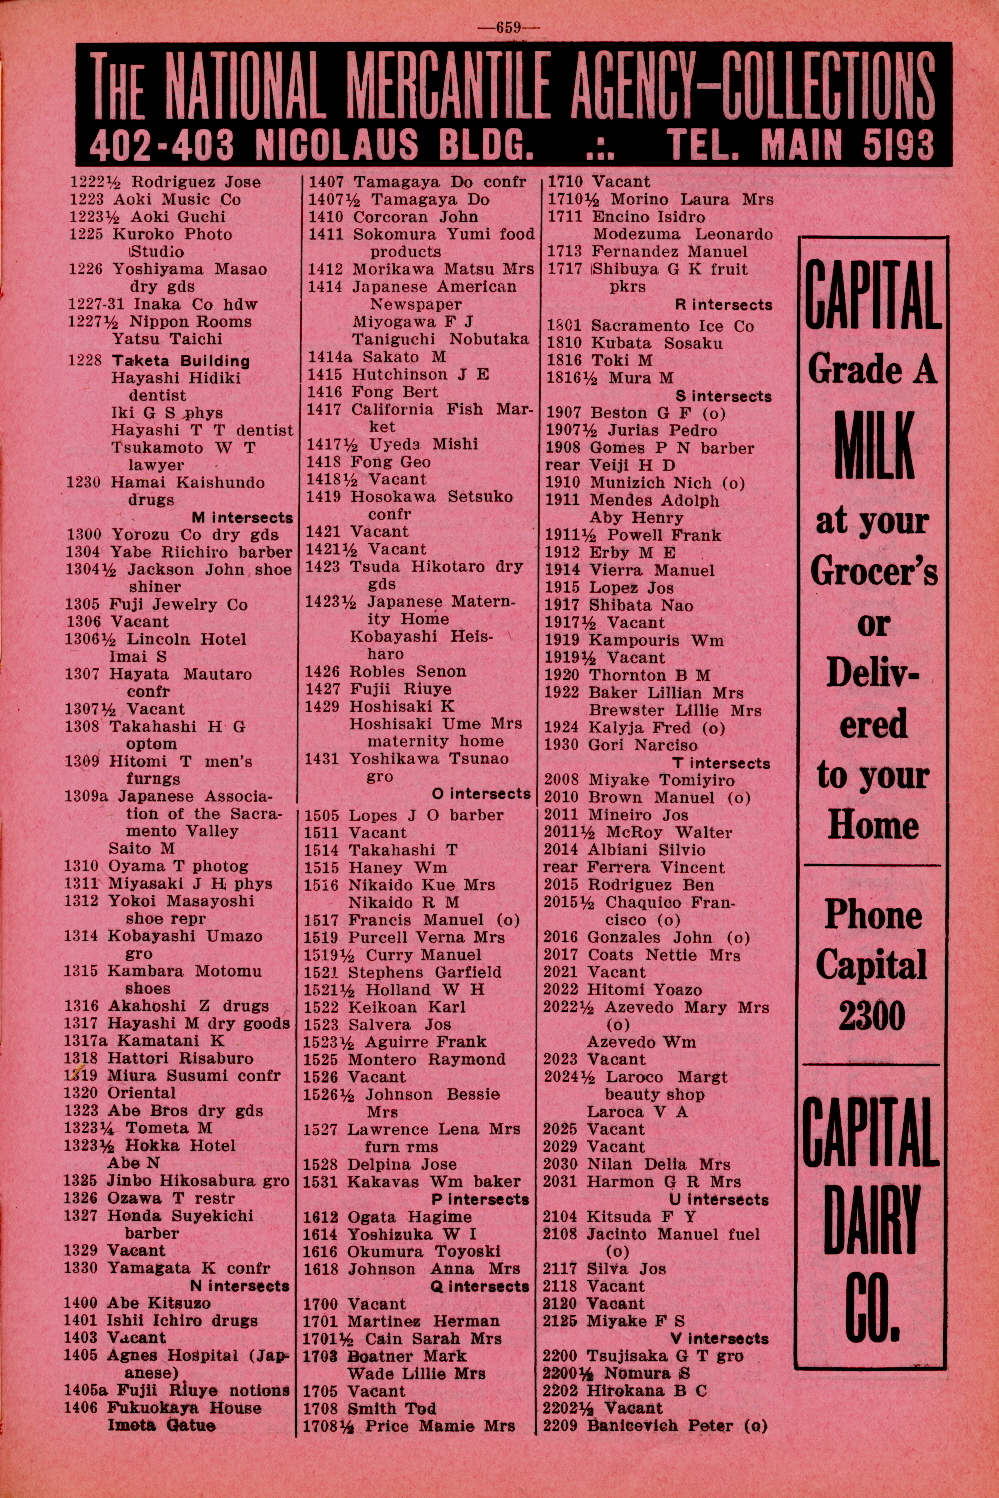 —659—
THE NATIONAL MERCANTILE AGENCY–COLLECTIONS
402-403 NICOLAUS BLDG. .:. TEL. MAIN 5193
1222½ Rodriguez Jose
1223 Aoki Music Co
1223½ Aoki Guchi
1225 Kuroko Photo
Studio
1226 Yoshiyama Masao
dry gds
1227-31 Inaka Co hdw
1227½ Nippon Rooms
Yatsu Taichi
1228 Taketa Building
Hayashi Hidiki
dentist
Iki G S phys
Hayashi T T dentist
Tsukamoto W T
lawyer
1230 Hamai Kaishundo
drugs
M intersects
1300 Yorozu Co dry gds
1304 Yabe Riichiro barber
1304½ Jackson John shoe
shiner
1305 Fuji Jewelry Co
1306 Vacant
1306½ Lincoln Hotel
Imai S
1307 Hayata Mautaro
confr
1307½ Vacant
1308 Takahashi H G
optom
1309 Hitomi T men's
furngs
1309a Japanese Associa-
tion of the Sacra-
mento Valley
Saito M
1310 Oyama T photog
1311 Miyasaki J H phys
1312 Yokoi Masayoshi
shoe repr
1314 Kobayashi Umazo
gro
1315 Kambara Motomu
shoes
1316 Akahoshi Z drugs
1317 Hayashi M dry goods
1317a Kamatani K
1318 Hattori Risaburo
1319 Miura Susumi confr
1320 Oriental
1323 Abe Bros dry gds
1323¼ Tometa M
1323½ Hokka Hotel
Abe N
1325 Jinbo Hikosabura gro
1326 Ozawa T restr
1327 Honda Suyekichi
barber
1329 Vacant
1330 Yamagata K confr
N intersects
1400 Abe Kitsuzo
1401 Ishii Ichiro drugs
1403 Vacant
1405 Agnes Hospital (Jap-
anese)
1405a Fujii Riuye notions
1406 Fukuokaya House
Imota Gatue
1407 Tamagaya Do confr
1407½ Tamagaya Do
1410 Corcoran John
1411 Sokomura Yumi food
products
1412 Morikawa Matsu Mrs
1414 Japanese American
Newspaper
Miyogawa F J
Taniguchi Nobutaka
1414a Sakato M
1415 Hutchinson J E
1416 Fong Bert
1417 California Fish Mar-
ket
1417½ Uyeda Mishi
1418 Fong Geo
1418½ Vacant
1419 Hosokawa Setsuko
confr
1421 Vacant
1421½ Vacant
1423 Tsuda Hikotaro dry
gds
1423½ Japanese Matern-
ity Home
Kobayashi Heis-
haro
1426 Robles Senon
1427 Fujii Riuye
1429 Hoshisaki K
Hoshisaki Ume Mrs
maternity home
1431 Yoshikawa Tsunao
gro
O intersects
1505 Lopes J O barber
1511 Vacant
1514 Takahashi T
1515 Haney Wm
1516 Nikaido Kue Mrs
Nikaido R M
1517 Francis Manuel (o)
1519 Purcell Verna Mrs
1519½ Curry Manuel
1521 Stephens Garfield
1521½ Holland W H
1522 Keikoan Karl
1523 Salvera Jos
1523½ Aguirre Frank
1525 Montero Raymond
1526 Vacant
1526½ Johnson Bessie
Mrs
1527 Lawrence Lena Mrs
furn rms
1528 Delpina Jose
1531 Kakavas Wm baker
P intersects
1612 Ogata Hagime
1614 Yoshizuka W I
1616 Okumura Toyoski
1618 Johnson Anna Mrs
Q intersects
1700 Vacant
1701 Martinez Herman
1701½ Cain Sarah Mrs
1703 Boatner Mark
Wade Lillie Mrs
1705 Vacant
1708 Smith Tod
1708½ Price Mamie Mrs
1710 Vacant
1710½ Morino Laura Mrs
1711 Encino Isidro
Modezuma Leonardo
1713 Fernandez Manuel
1717 Shibuya G K fruit
pkrs
R intersects
1801 Sacramento Ice Co
1810 Kubata Sosaku
1816 Toki M
1816½ Mura M
S intersects
1907 Beston G F (o)
1907½ Jurias Pedro
1908 Gomes P N barber
rear Veiji H D
1910 Munizich Nich (o)
1911 Mendes Adolph
Aby Henry
1911½ Powell Frank
1912 Erby M E
1914 Vierra Manuel
1915 Lopez Jos
1917 Shibata Nao
1917½ Vacant
1919 Kampouris Wm
1919½ Vacant
1920 Thornton B M
1922 Baker Lillian Mrs
Brewster Lillie Mrs
1924 Kalyja Fred (o)
1930 Gori Narciso
T intersects
2008 Miyake Tomiyiro
2010 Brown Manuel (o)
2011 Mineiro Jos
2011½ McRoy Walter
2014 Albiani Silvio
rear Ferrera Vincent
2015 Rodriguez Ben
2015½ Chaquico Fran-
cisco (o)
2016 Gonzales John (o)
2017 Coats Nettie Mrs
2021 Vacant
2022 Hitomi Yoazo
2022½ Azevedo Mary Mrs
(o)
Azevedo Wm
2023 Vacant
2024½ Laroco Margt
beauty shop
Laroca V A
2025 Vacant
2029 Vacant
2030 Nilan Delia Mrs
2031 Harmon G R Mrs
U intersects
2104 Kitsuda F Y
2108 Jacinto Manuel fuel
(o)
2117 Silva Jos
2118 Vacant
2120 Vacant
2125 Miyake F S
V intersects
2200 Tsujisaka G T gro
2200½ Nomura S
2202 Hirokana B C
2202½ Vacant
2209 Banicevich Peter (o)
CAPITAL
Grade A
MILK
at your
Grocer's
or
Deliv-
ered
to your
Home
Phone
Capital
2300
CAPITAL
DAIRY
CO.